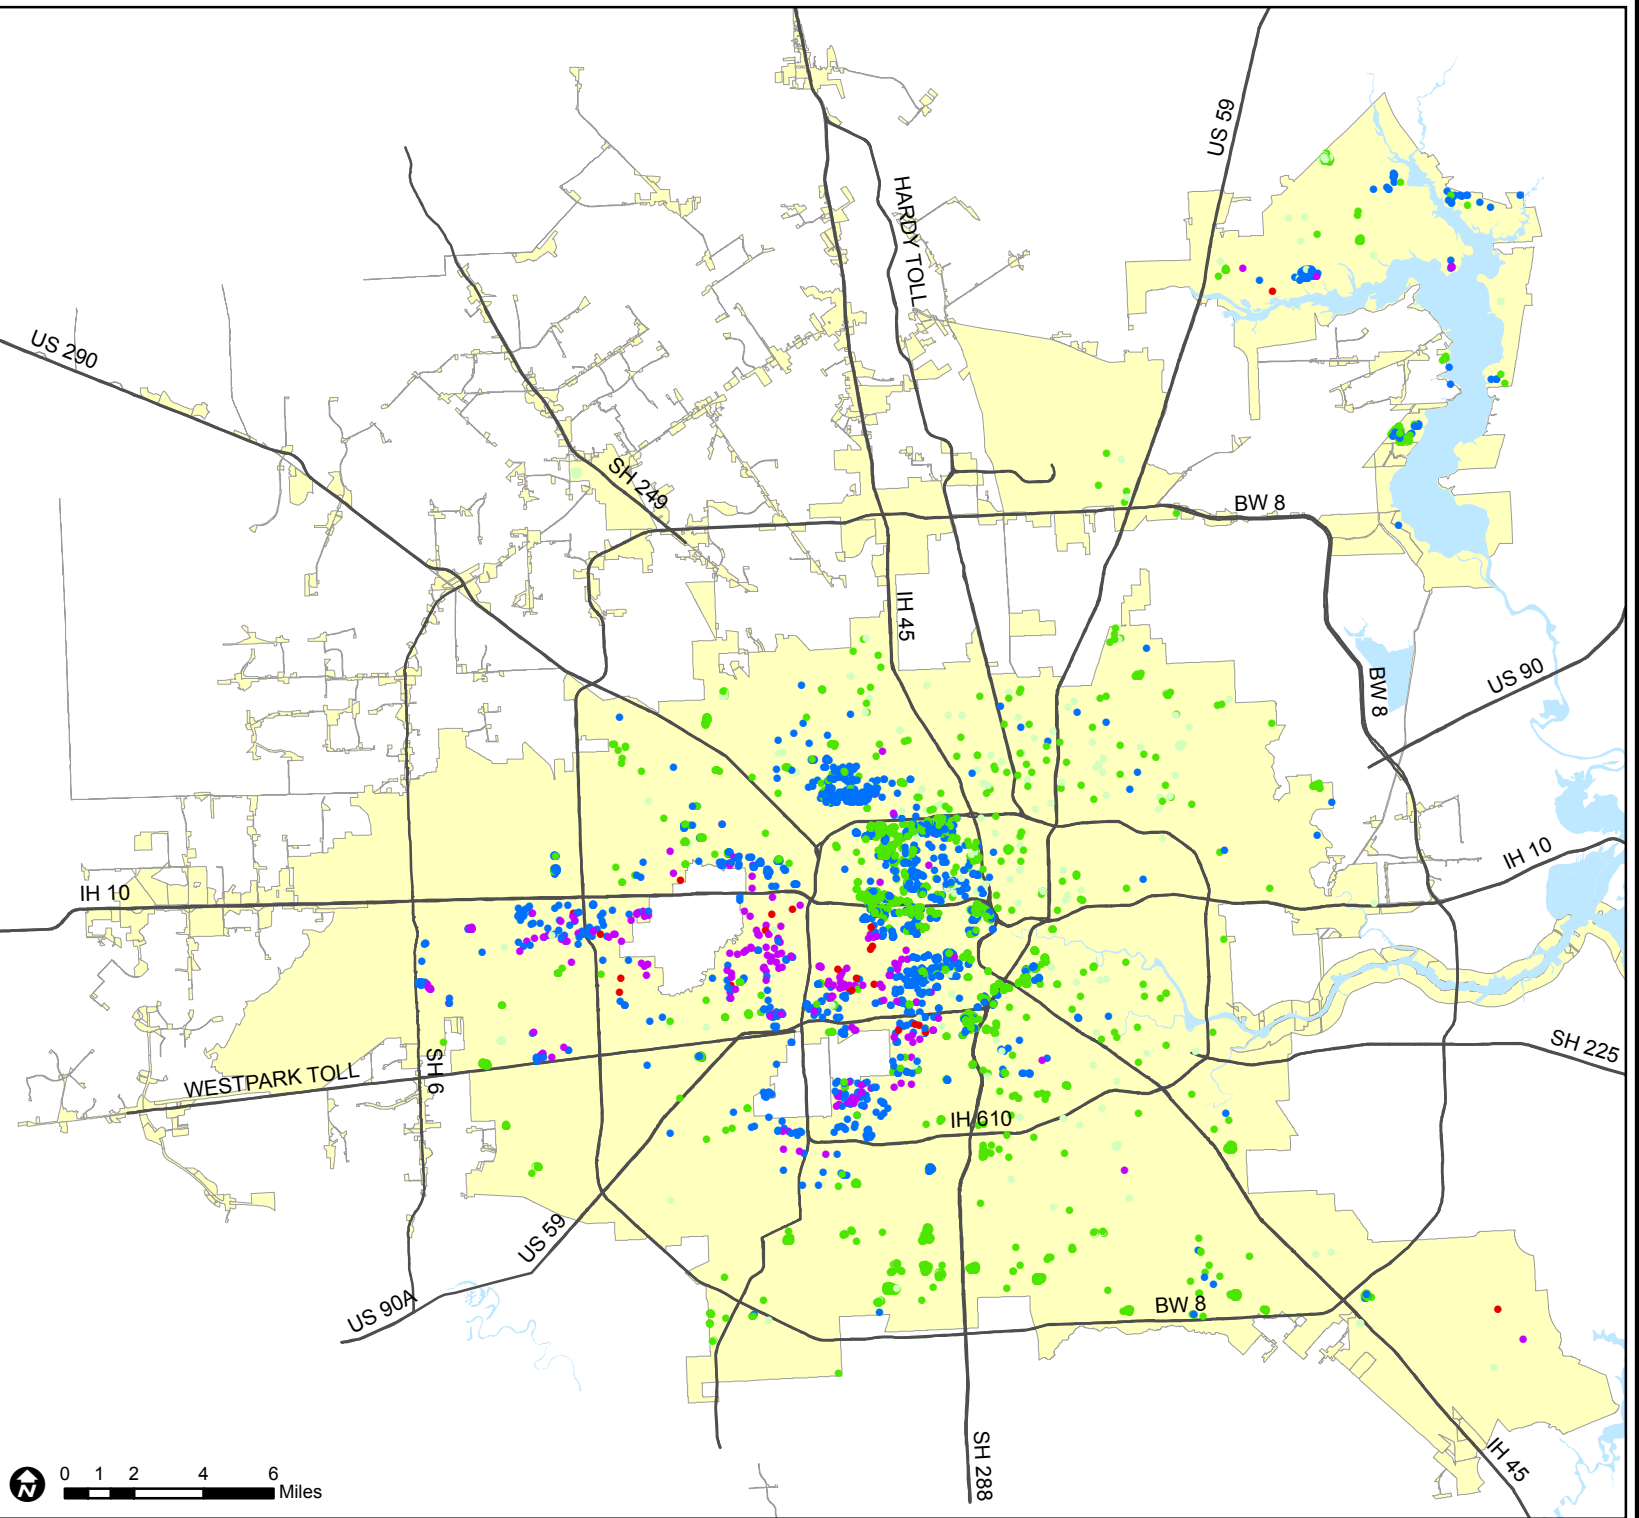 US 59
HARDY TOLL
US 290
SH 249
BW 8
IH 45
BW 8
US 90
IH 10
IH 10
SH 225
SH 6
WESTPARK TOLL
IH 610
US 59
US 90A
BW 8
SH 288
IH 45
N
0 1 2 4 6
Miles